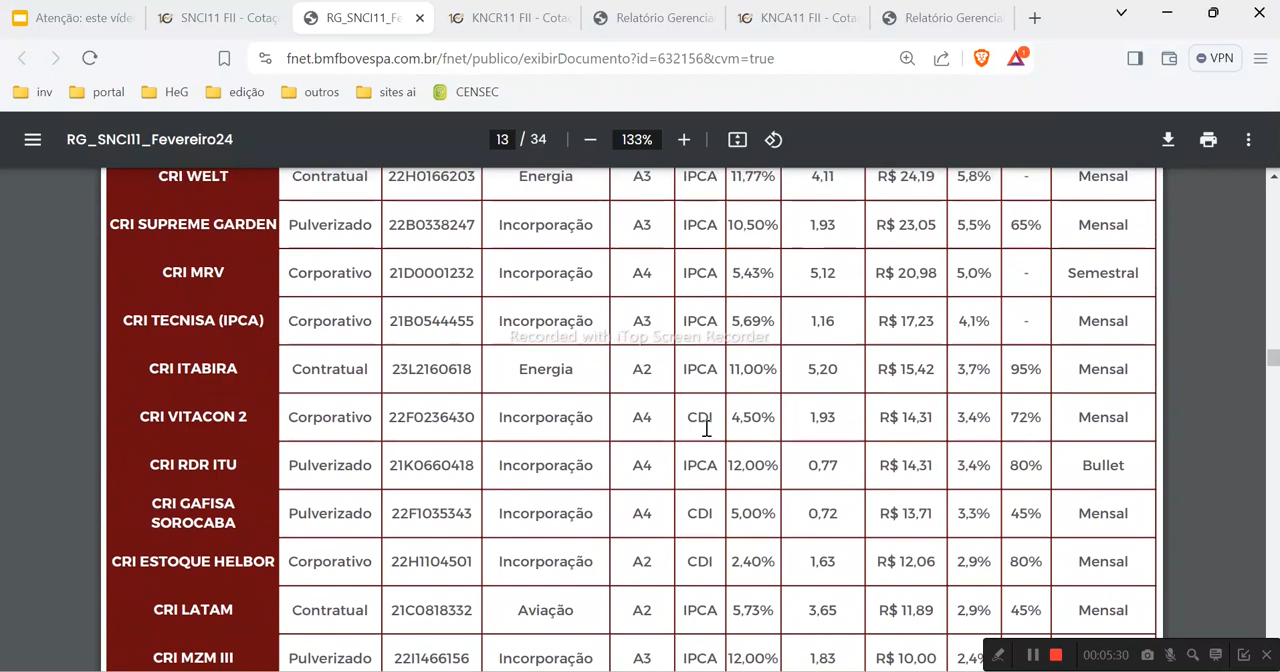 Atenção: este víde
SNCI11 FII - Cotaç
RG_SNCI11_Fe
KNCR11 FII - Cotaç
Relatório Gerencia
KNCA11 FII - Cota
Relatório Gerencia
fnet.bmfbovespa.com.br/fnet/publico/exibirDocumento?id=632156&cvm=true
1
VPN
inv portal HeG edição outros sites ai CENSEC
RG_SNCI11_Fevereiro24 13 / 34 133%
CRI WELT Contratual 22H0166203 Energia A3 IPCA 11,77% 4,11 R$ 24,19 5,8% - Mensal
CRI SUPREME GARDEN Pulverizado 22B0338247 Incorporação A3 IPCA 10,50% 1,93 R$ 23,05 5,5% 65% Mensal
CRI MRV Corporativo 21D0001232 Incorporação A4 IPCA 5,43% 5,12 R$ 20,98 5,0% - Semestral
CRI TECNISA (IPCA) Corporativo 21B0544455 Incorporação A3 IPCA 5,69% 1,16 R$ 17,23 4,1% - Mensal
Recorded with iTop Screen Recorder
CRI ITABIRA Contratual 23L2160618 Energia A2 IPCA 11,00% 5,20 R$ 15,42 3,7% 95% Mensal
CRI VITACON 2 Corporativo 22F0236430 Incorporação A4 CDI 4,50% 1,93 R$ 14,31 3,4% 72% Mensal
CRI RDR ITU Pulverizado 21K0660418 Incorporação A4 IPCA 12,00% 0,77 R$ 14,31 3,4% 80% Bullet
CRI GAFISA
SOROCABA Pulverizado 22F1035343 Incorporação A4 CDI 5,00% 0,72 R$ 13,71 3,3% 45% Mensal
CRI ESTOQUE HELBOR Corporativo 22H1104501 Incorporação A2 CDI 2,40% 1,63 R$ 12,06 2,9% 80% Mensal
CRI LATAM Contratual 21C0818332 Aviação A2 IPCA 5,73% 3,65 R$ 11,89 2,9% 45% Mensal
CRI MZM III Pulverizado 22I1466158 Incorporação A3 IPCA 12,00% 1,83 R$ 10,00 2,4%
00:05:30